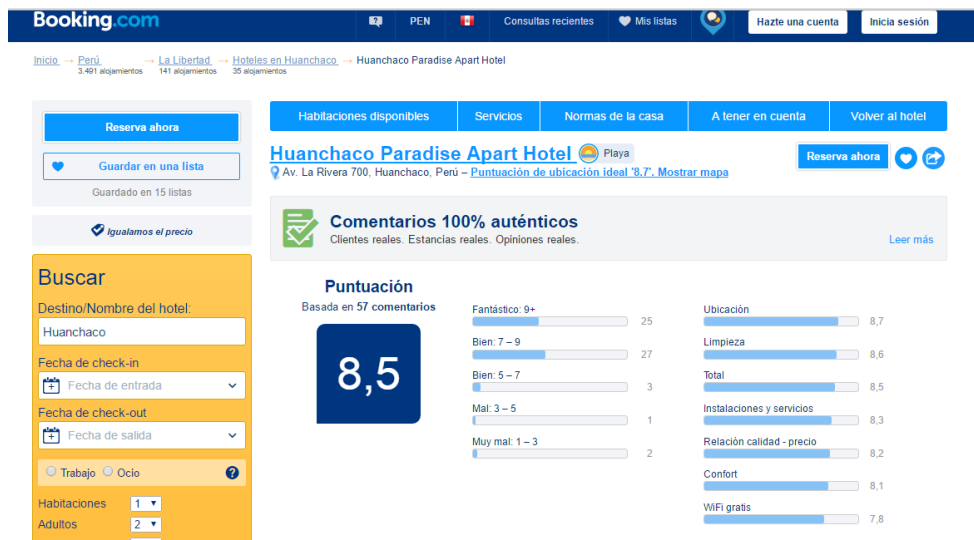 Booking.com
PEN
Consultas recientes
Mis listas
Hazte una cuenta
Inicia sesión
Inicio → Perú → La Libertad → Hoteles en Huanchaco → Huanchaco Paradise Apart Hotel
3.491 alojamientos 141 alojamientos 35 alojamientos
Reserva ahora
Guardar en una lista
Guardado en 15 listas
Igualamos el precio
Buscar
Destino/Nombre del hotel:
Huanchaco
Fecha de check-in
Fecha de entrada
Fecha de check-out
Fecha de salida
Trabajo Ocio ?
Habitaciones 1
Adultos 2
Habitaciones disponibles
Servicios
Normas de la casa
A tener en cuenta
Volver al hotel
Huanchaco Paradise Apart Hotel Playa
Reserva ahora
Av. La Rivera 700, Huanchaco, Perú – Puntuación de ubicación ideal '8.7'. Mostrar mapa
Comentarios 100% auténticos
Clientes reales. Estancias reales. Opiniones reales.
Leer más
Puntuación
Basada en 57 comentarios
8,5
Fantástico: 9+
25
Bien: 7 – 9
27
Bien: 5 – 7
3
Mal: 3 – 5
1
Muy mal: 1 – 3
2
Ubicación
8,7
Limpieza
8,6
Total
8,5
Instalaciones y servicios
8,3
Relación calidad - precio
8,2
Confort
8,1
WiFi gratis
7,8